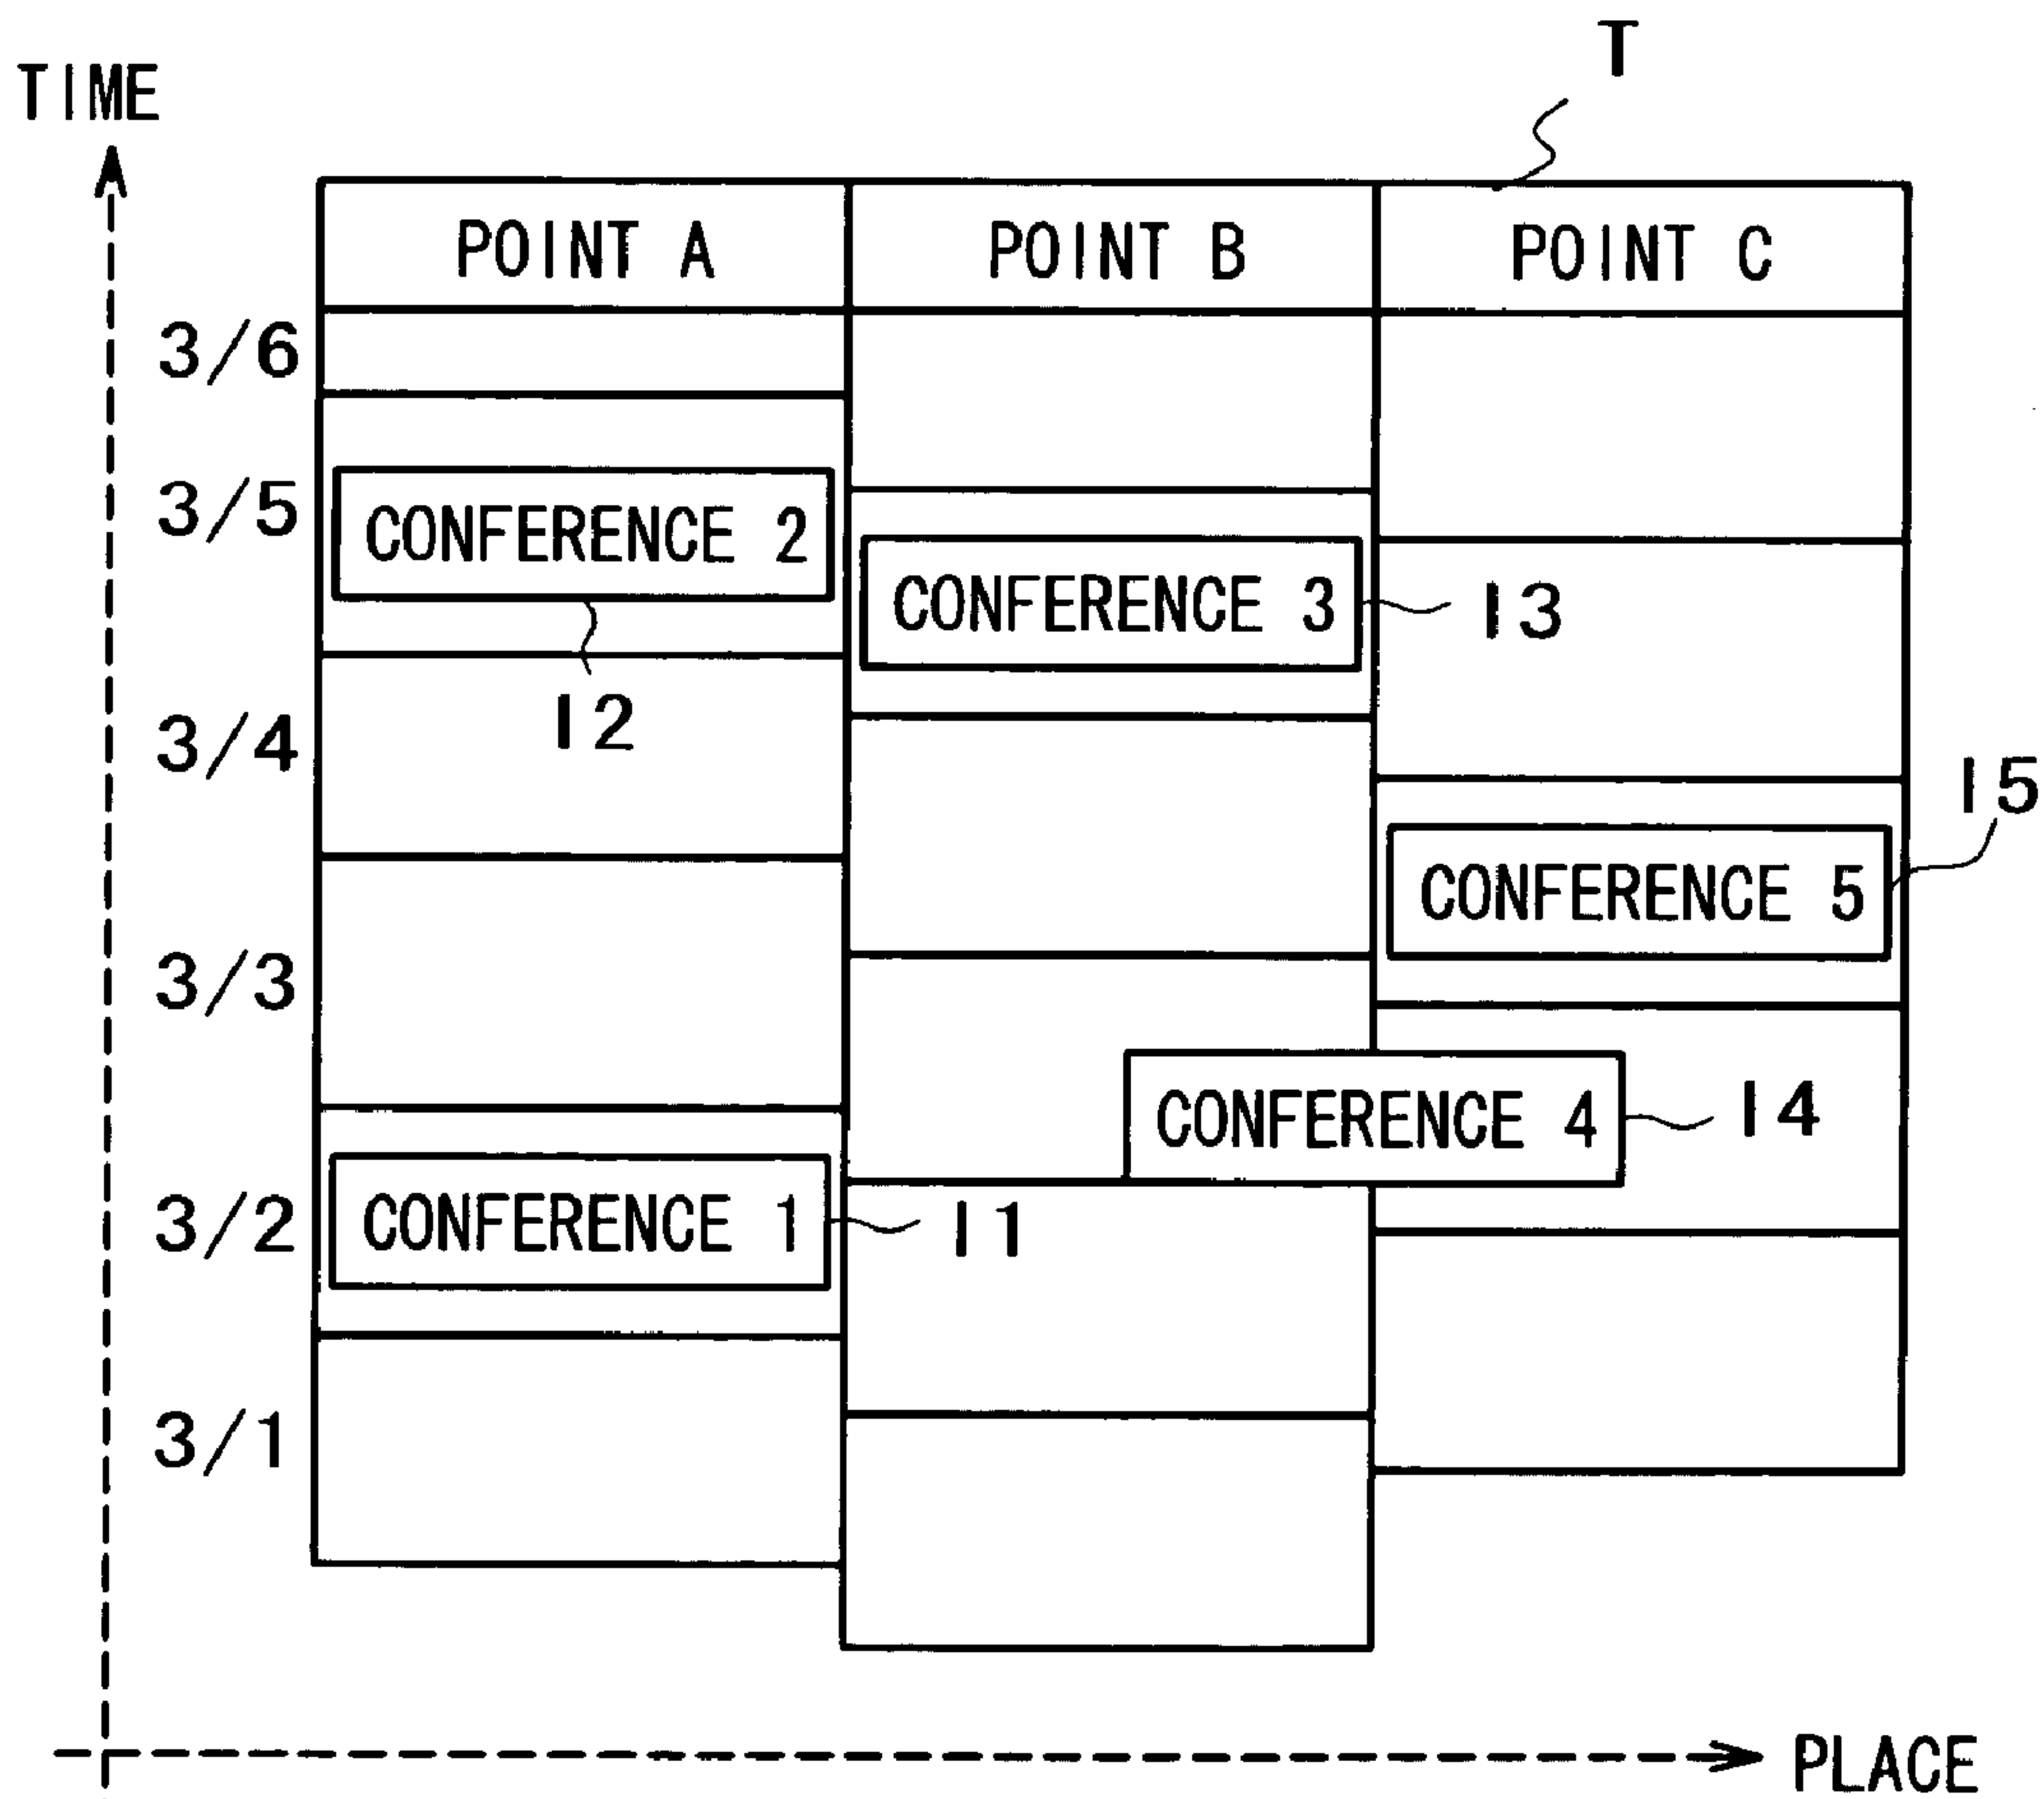 T
TIME
POINT A POINT B POINT C
3/6
3/5
CONFERENCE 2
CONFERENCE 3
13
12
3/4
15
CONFERENCE 5
3/3
CONFERENCE 4
14
3/2
CONFERENCE 1
11
3/1
PLACE